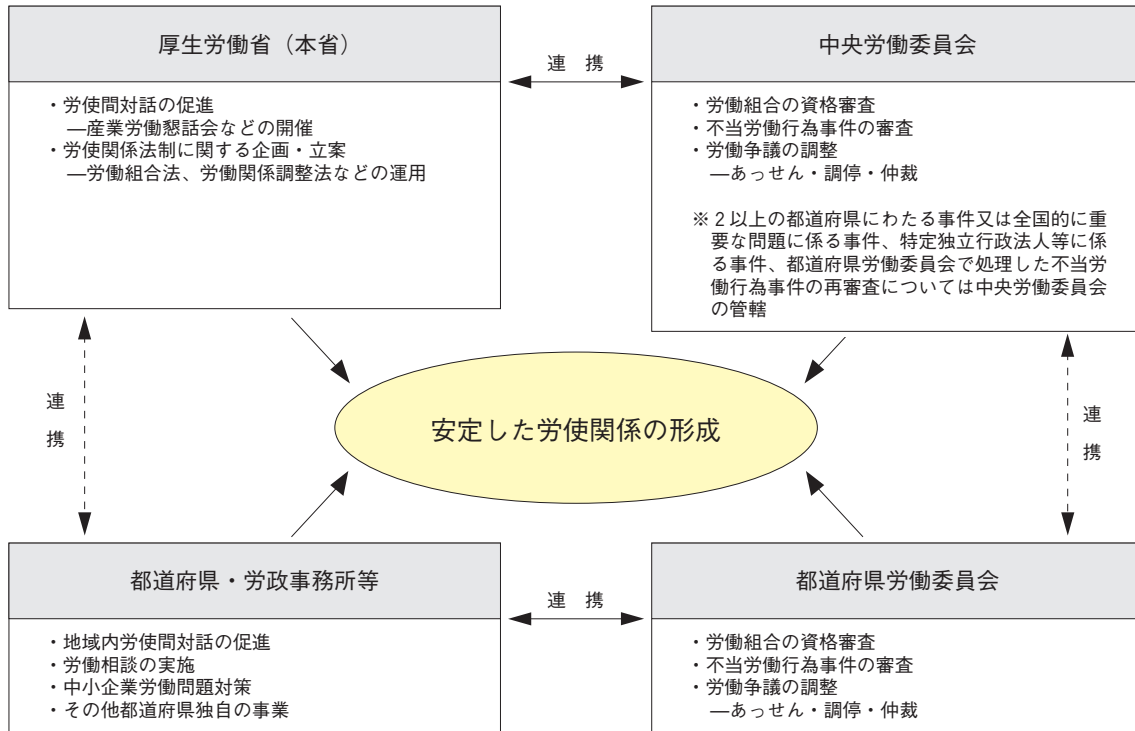 厚生労働省（本省）
・労使間対話の促進
―産業労働懇話会などの開催
・労使関係法制に関する企画・立案
―労働組合法、労働関係調整法などの運用
連　携
中央労働委員会
・労働組合の資格審査
・不当労働行為事件の審査
・労働争議の調整
―あっせん・調停・仲裁
※２以上の都道府県にわたる事件又は全国的に重
要な問題に係る事件、特定独立行政法人等に係
る事件、都道府県労働委員会で処理した不当労
働行為事件の再審査については中央労働委員会
の管轄
連
携
安定した労使関係の形成
連
携
都道府県・労政事務所等
・地域内労使間対話の促進
・労働相談の実施
・中小企業労働問題対策
・その他都道府県独自の事業
連　携
都道府県労働委員会
・労働組合の資格審査
・不当労働行為事件の審査
・労働争議の調整
―あっせん・調停・仲裁